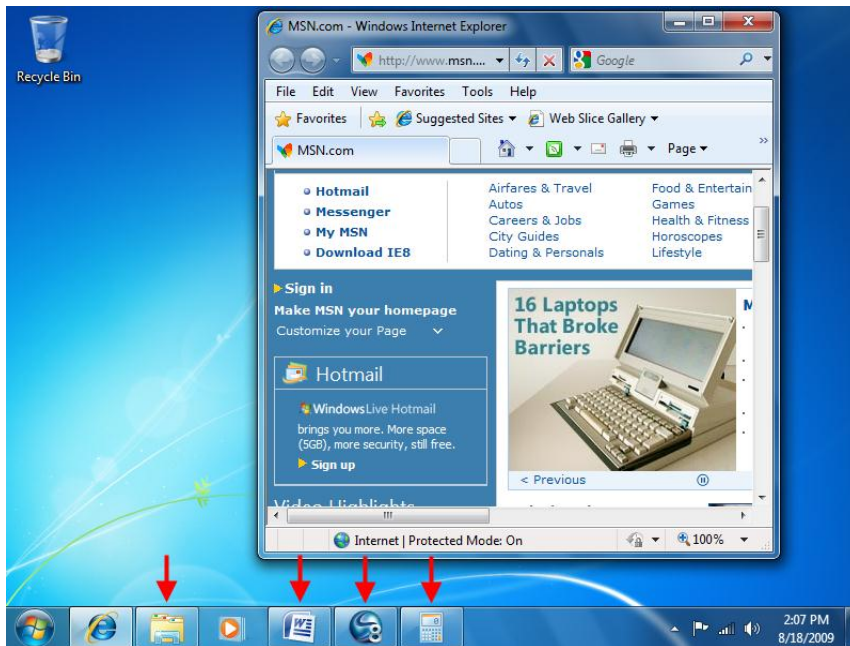 Recycle Bin
MSN.com - Windows Internet Explorer
http://www.msn....
Google
File Edit View Favorites Tools Help
Favorites Suggested Sites Web Slice Gallery
MSN.com
Page
Hotmail
Messenger
My MSN
Download IE8
Airfares & Travel
Autos
Careers & Jobs
City Guides
Dating & Personals
Food & Entertain
Games
Health & Fitness
Horoscopes
Lifestyle
Sign in
Make MSN your homepage
Customize your Page
Hotmail
WindowsLive Hotmail
brings you more. More space
(5GB), more security, still free.
Sign up
16 Laptops
That Broke
Barriers
M
< Previous
Video Highlights
Internet | Protected Mode: On
100%
2:07 PM
8/18/2009